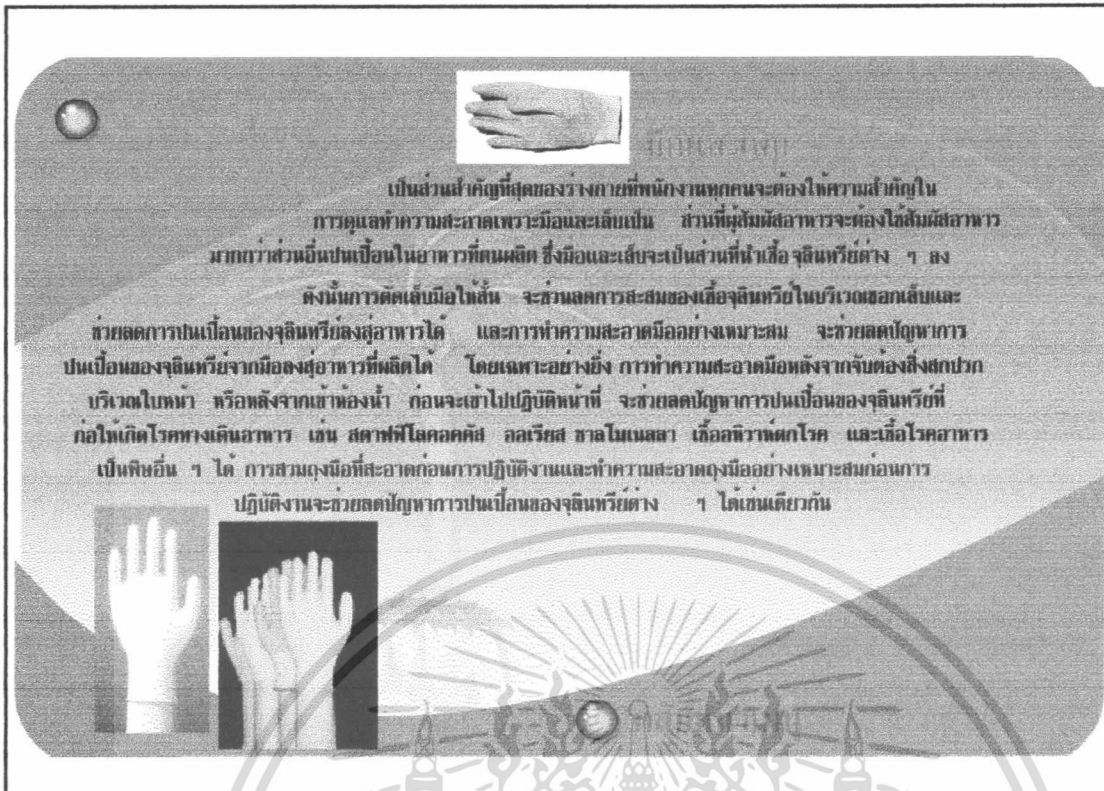 เป็นส่วนสำคัญที่สุดของร่างกายที่พนักงานทุกคนจะต้องให้ความสำคัญใน
การดูแลทำความสะอาดเพราะมือและเล็บเป็น ส่วนที่ผู้สัมผัสอาหารจะต้องใช้สัมผัสอาหาร
มากกว่าส่วนอื่นปนเปื้อนในอาหารที่ตนผลิต ซึ่งมือและเล็บจะเป็นส่วนที่นำเชื้อ จุลินทรีย์ต่าง ๆ ลง
ดังนั้นการตัดเล็บมือให้สั้น จะช่วนลดการสะสมของเชื้อจุลินทรีย์ในบริเวณซอกเล็บและ
ช่วยลดการปนเปื้อนของจุลินทรีย์ลงสู่อาหารได้ และการทำความสะอาดมืออย่างเหมาะสม จะช่วยลดปัญหาการ
ปนเปื้อนของจุลินทรีย์จากมือลงสู่อาหารที่ผลิตได้ โดยเฉพาะอย่างยิ่ง การทำความสะอาดมือหลังจากจับต้องสิ่งสกปรก
บริเวณใบหน้า หรือหลังจากเข้าห้องน้ำ ก่อนจะเข้าไปปฏิบัติหน้าที่ จะช่วยลดปัญหาการปนเปื้อนของจุลินทรีย์ที่
ก่อให้เกิดโรคทางเดินอาหาร เช่น สตาฟฟิโลคอคคัส ออเรียส ซาลโมเนลลา เชื้ออหิวาห์ตกโรค และเชื้อโรคอาหาร
เป็นพิษอื่น ๆ ได้ การสวมถุงมือที่สะอาดก่อนการปฏิบัติงานและทำความสะอาดถุงมืออย่างเหมาะสมก่อนการ
ปฏิบัติงานจะช่วยลดปัญหาการปนเปื้อนของจุลินทรีย์ต่าง ๆ ได้เช่นเดียวกัน